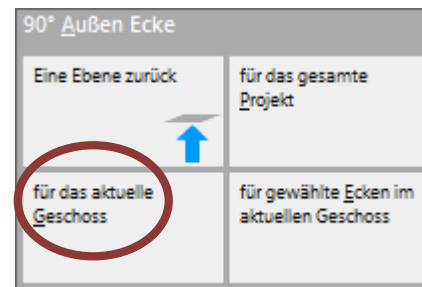 90° Außen Ecke
Eine Ebene zurück
für das gesamte
Projekt
für das aktuelle
Geschoss
für gewählte Ecken im
aktuellen Geschoss